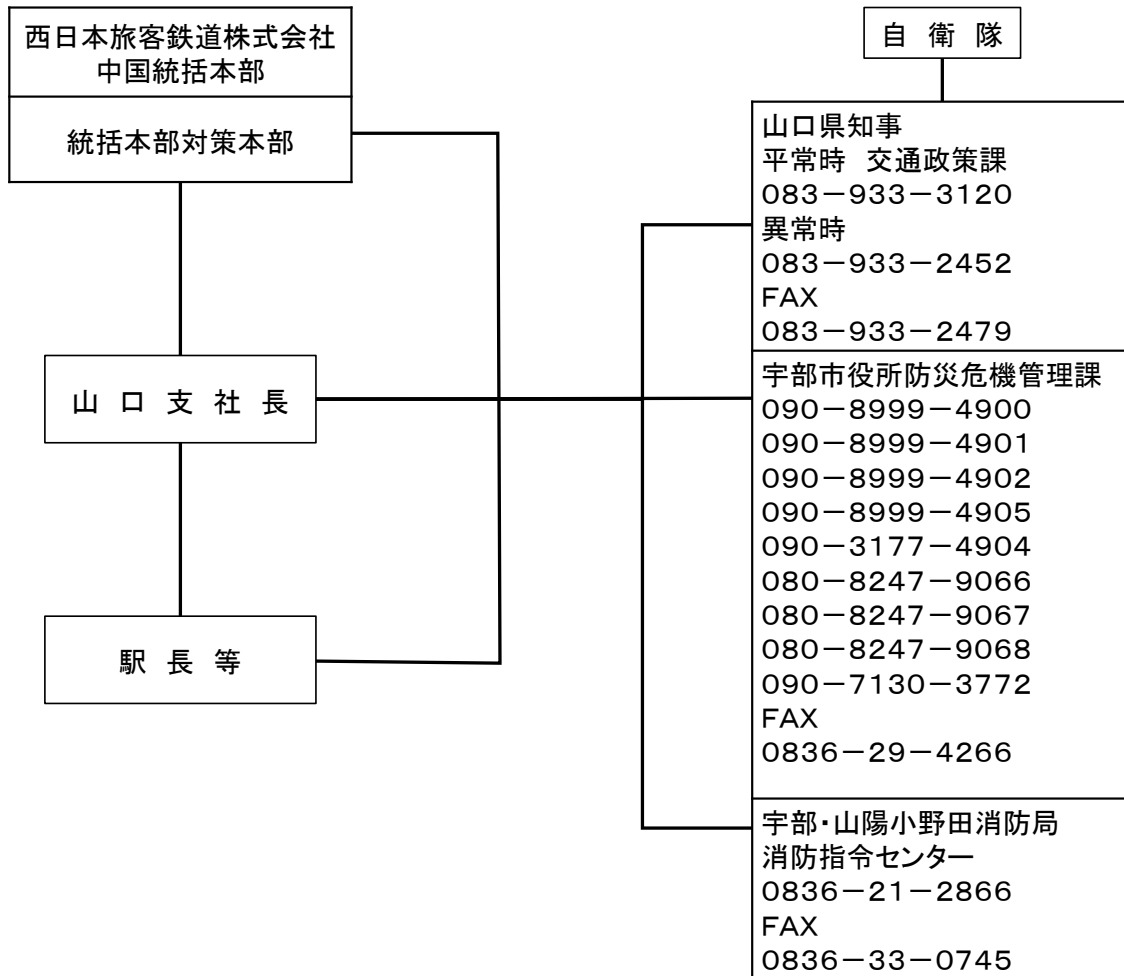 西日本旅客鉄道株式会社
中国統括本部
統括本部対策本部
山口支社長
駅長等
自衛隊
山口県知事
平常時 交通政策課
083-933-3120
異常時
083-933-2452
FAX
083-933-2479
宇部市役所防災危機管理課
090-8999-4900
090-8999-4901
090-8999-4902
090-8999-4905
090-3177-4904
080-8247-9066
080-8247-9067
080-8247-9068
090-7130-3772
FAX
0836-29-4266
宇部・山陽小野田消防局
消防指令センター
0836-21-2866
FAX
0836-33-0745